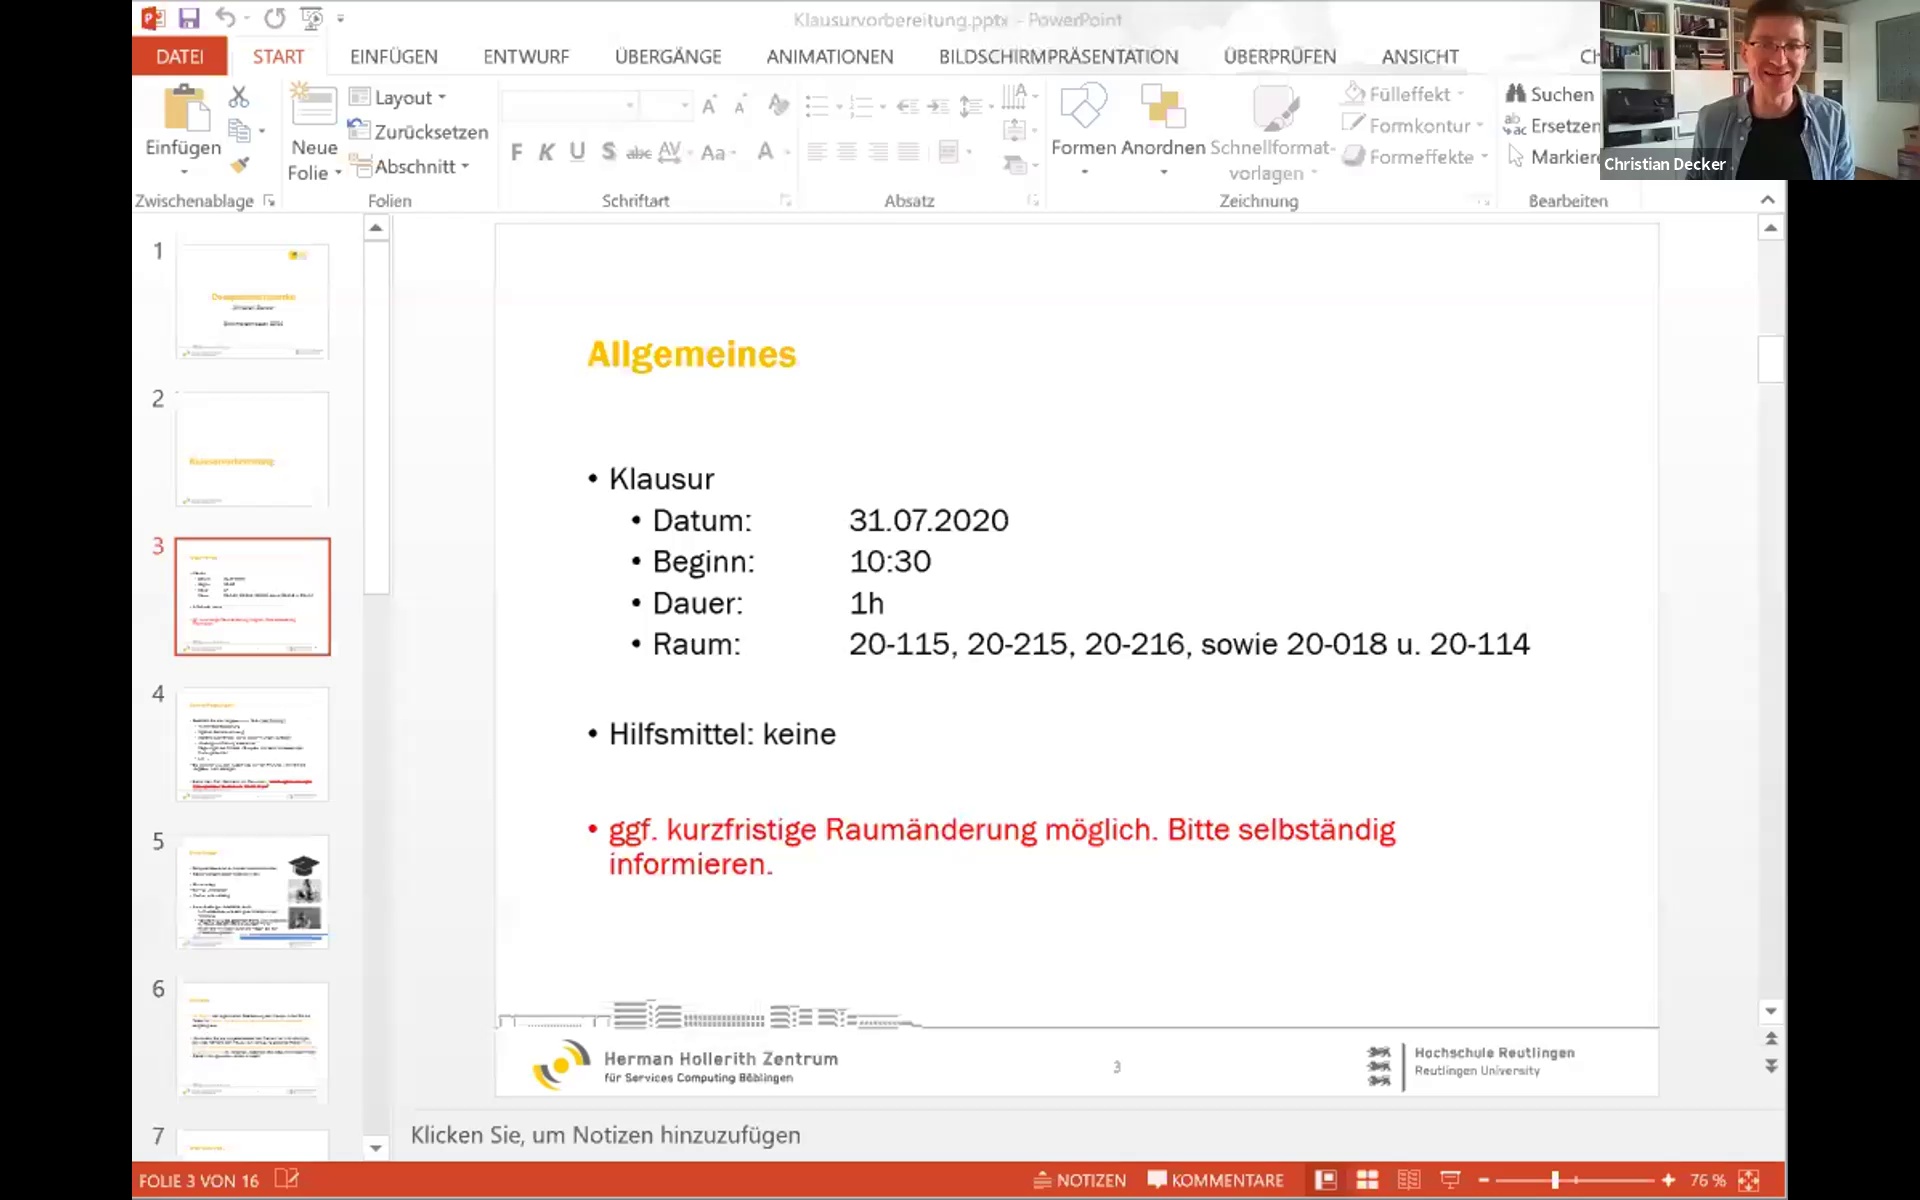 Klausurvorbereitung.pptx - PowerPoint
DATEI START EINFÜGEN ENTWURF ÜBERGÄNGE ANIMATIONEN BILDSCHIRMPRÄSENTATION ÜBERPRÜFEN ANSICHT
Einfügen
Neue Folie
Layout
Zurücksetzen
Abschnitt
F K U S abc AV Aa A
Formen Anordnen Schnellformat-
vorlagen
Fülleffekt
Formkontur
Formeffekte
Suchen
Ersetzen
Markier
Zwischenablage Folien Schriftart Absatz Zeichnung Bearbeiten
Christian Decker
1
2
3
4
5
6
7
Allgemeines
• Klausur
• Datum: 31.07.2020
• Beginn: 10:30
• Dauer: 1h
• Raum: 20-115, 20-215, 20-216, sowie 20-018 u. 20-114
• Hilfsmittel: keine
• ggf. kurzfristige Raumänderung möglich. Bitte selbständig
informieren.
Herman Hollerith Zentrum
für Services Computing Böblingen
3
Hochschule Reutlingen
Reutlingen University
Klicken Sie, um Notizen hinzuzufügen
FOLIE 3 VON 16 NOTIZEN KOMMENTARE 76 %